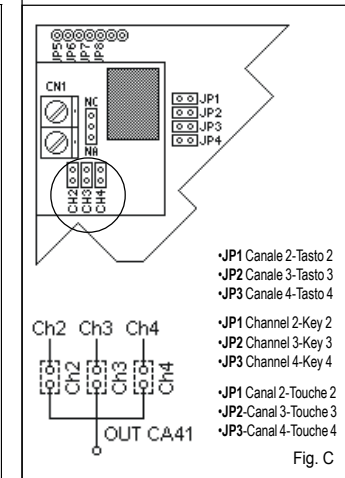 JP5
JP6
JP7
JP8
CN1
NC
NA
JP1
JP2
JP3
JP4
CH2
CH3
CH4
•JP1 Canale 2-Tasto 2
•JP2 Canale 3-Tasto 3
•JP3 Canale 4-Tasto 4
•JP1 Channel 2-Key 2
•JP2 Channel 3-Key 3
•JP3 Channel 4-Key 4
•JP1 Canal 2-Touche 2
•JP2-Canal 3-Touche 3
•JP3-Canal 4-Touche 4
Ch2 Ch3 Ch4
Ch2
Ch3
Ch4
OUT CA41
Fig. C